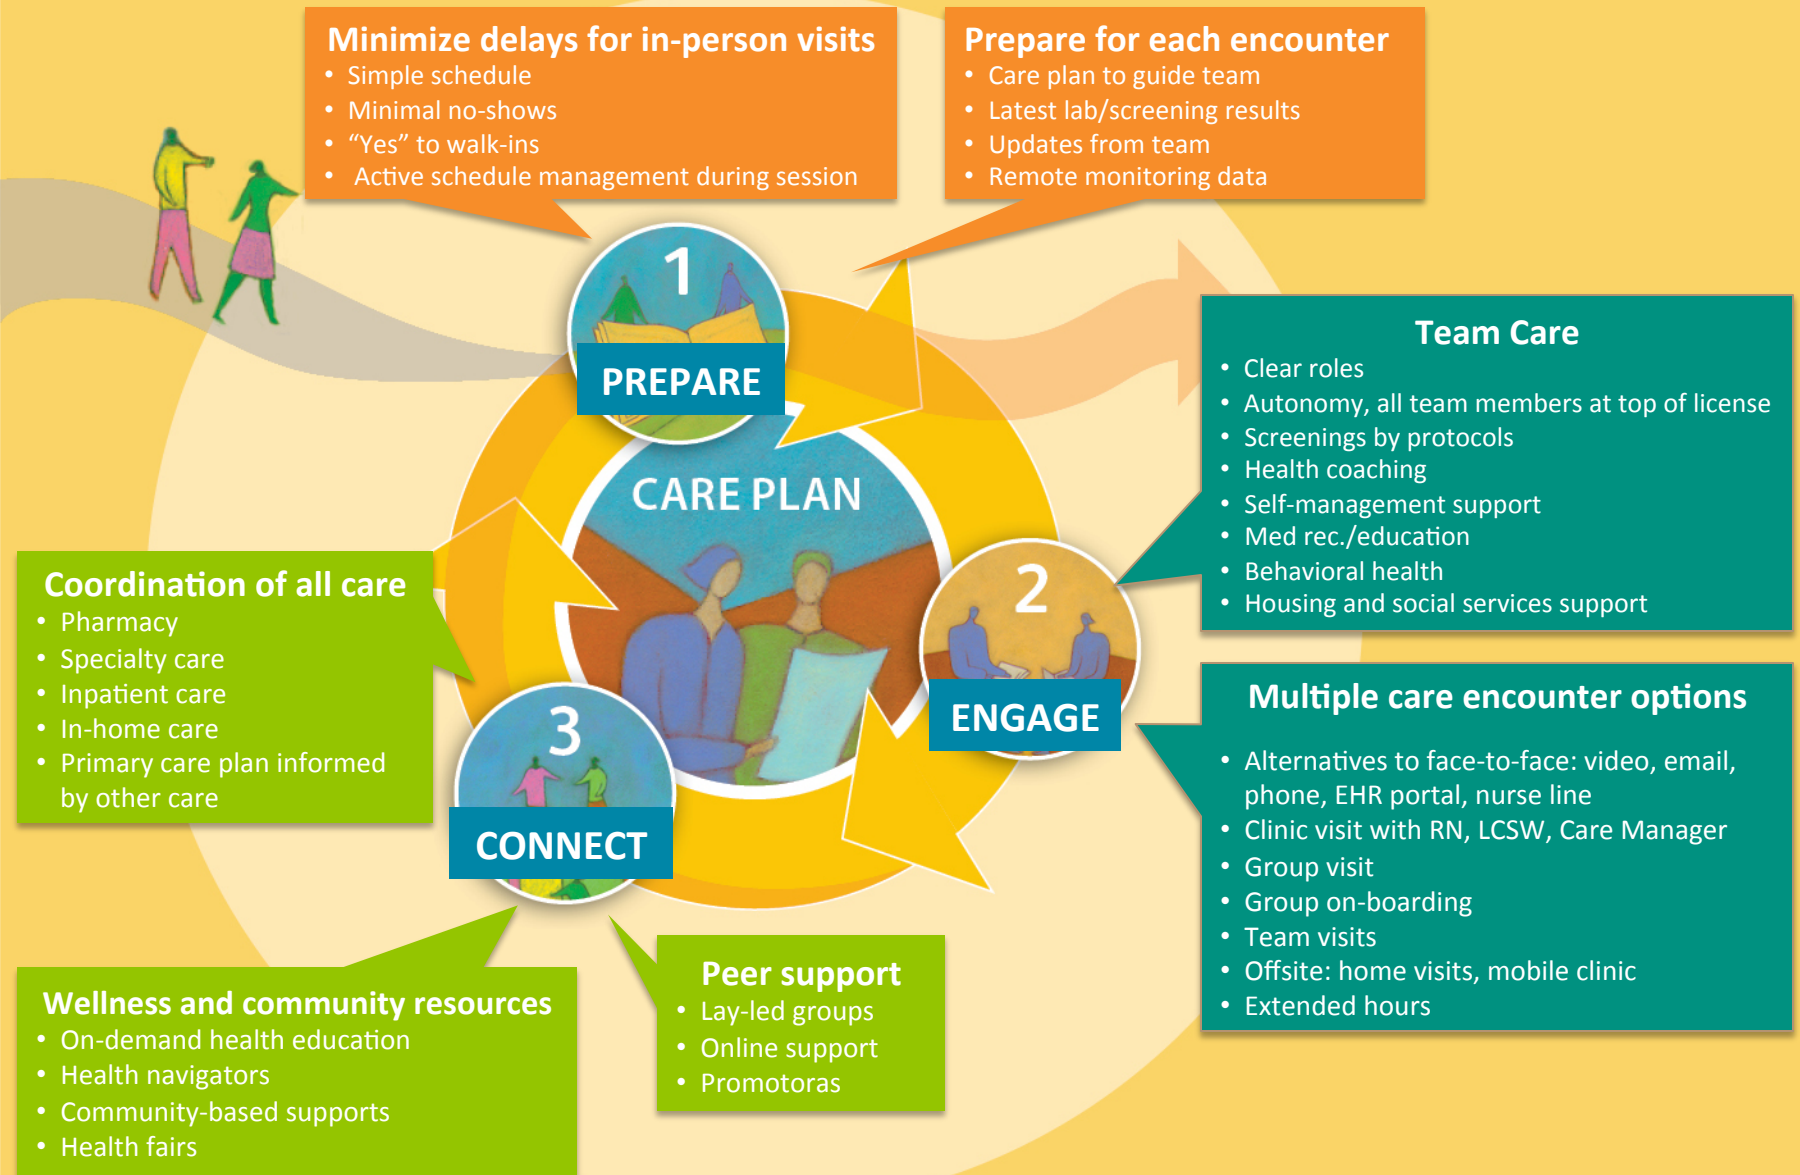 Minimize delays for in-person visits
• Simple schedule
• Minimal no-shows
• “Yes” to walk-ins
• Active schedule management during session
Prepare for each encounter
• Care plan to guide team
• Latest lab/screening results
• Updates from team
• Remote monitoring data
1
PREPARE
CARE PLAN
Team Care
• Clear roles
• Autonomy, all team members at top of license
• Screenings by protocols
• Health coaching
• Self-management support
• Med rec./education
• Behavioral health
• Housing and social services support
2
ENGAGE
Multiple care encounter options
• Alternatives to face-to-face: video, email,
phone, EHR portal, nurse line
• Clinic visit with RN, LCSW, Care Manager
• Group visit
• Group on-boarding
• Team visits
• Offsite: home visits, mobile clinic
• Extended hours
Coordination of all care
• Pharmacy
• Specialty care
• Inpatient care
• In-home care
• Primary care plan informed
by other care
3
CONNECT
Wellness and community resources
• On-demand health education
• Health navigators
• Community-based supports
• Health fairs
Peer support
• Lay-led groups
• Online support
• Promotoras